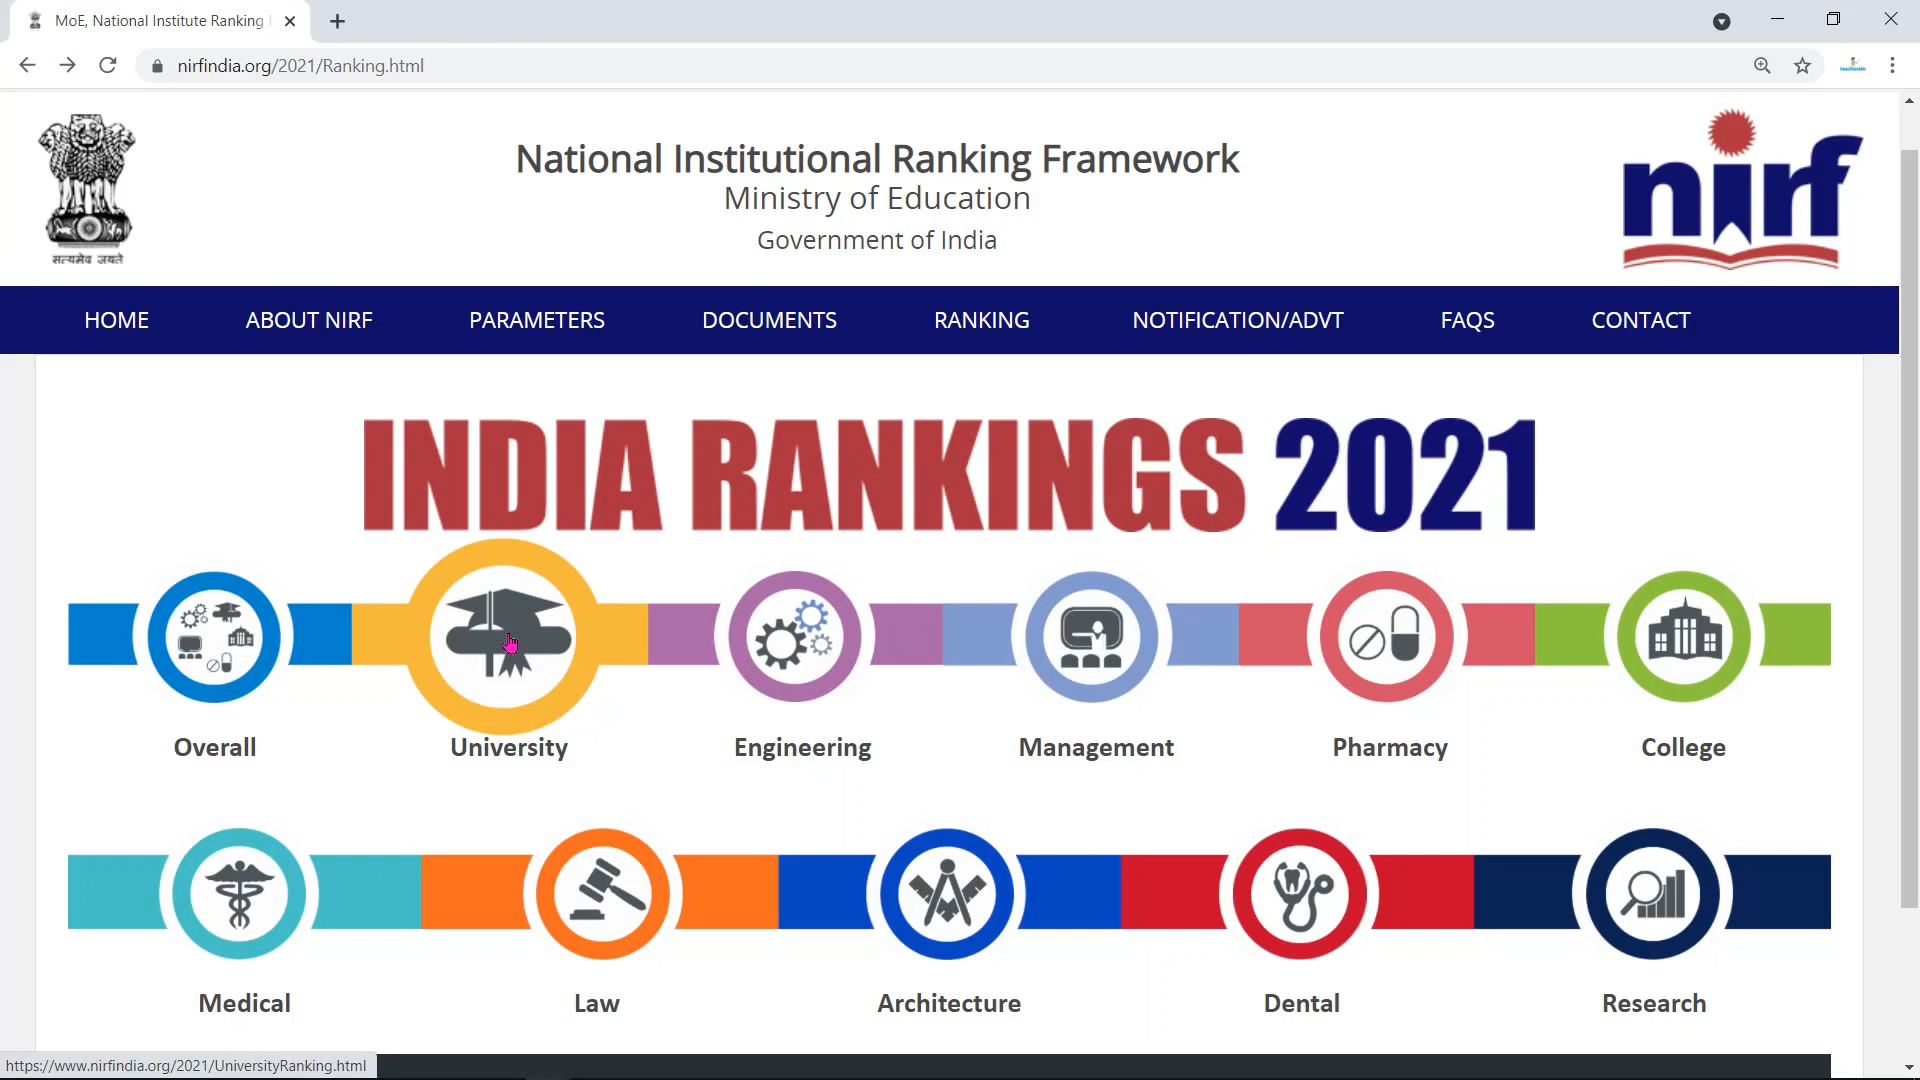 MoE, National Institute Ranking
nirfindia.org/2021/Ranking.html
सत्यमेव जयते
National Institutional Ranking Framework
Ministry of Education
Government of India
nirf
HOME ABOUT NIRF PARAMETERS DOCUMENTS RANKING NOTIFICATION/ADVT FAQS CONTACT
INDIA RANKINGS 2021
Overall University Engineering Management Pharmacy College
Medical Law Architecture Dental Research
https://www.nirfindia.org/2021/UniversityRanking.html